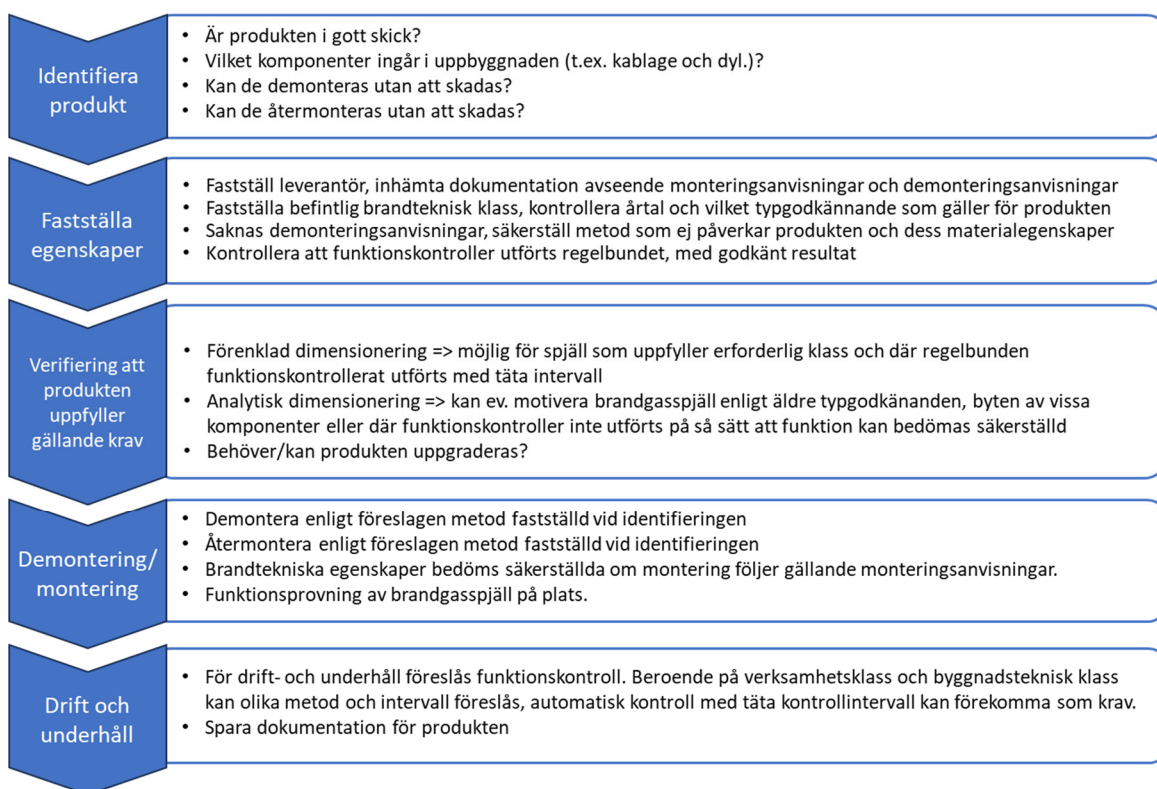 Identifiera
produkt
• Är produkten i gott skick?
• Vilket komponenter ingår i uppbyggnaden (t.ex. kablage och dyl.)?
• Kan de demonteras utan att skadas?
• Kan de återmonteras utan att skadas?
Fastställa
egenskaper
• Fastställ leverantör, inhämta dokumentation avseende monteringsanvisningar och demonteringsanvisningar
• Fastställa befintlig brandteknisk klass, kontrollera årtal och vilket typgodkännande som gäller för produkten
• Saknas demonteringsanvisningar, säkerställ metod som ej påverkar produkten och dess materialegenskaper
• Kontrollera att funktionskontroller utförts regelbundet, med godkänt resultat
Verifiering att
produkten
uppfyller
gällande krav
• Förenklad dimensionering => möjlig för spjäll som uppfyller erforderlig klass och där regelbunden
funktionskontrollerat utförts med täta intervall
• Analytisk dimensionering => kan ev. motivera brandgasspjäll enligt äldre typgodkänanden, byten av vissa
komponenter eller där funktionskontroller inte utförts på så sätt att funktion kan bedömas säkerställd
• Behöver/kan produkten uppgraderas?
Demontering/
montering
• Demontera enligt föreslagen metod fastställd vid identifieringen
• Återmontera enligt föreslagen metod fastställd vid identifieringen
• Brandtekniska egenskaper bedöms säkerställda om montering följer gällande monteringsanvisningar.
• Funktionsprovning av brandgasspjäll på plats.
Drift och
underhåll
• För drift- och underhåll föreslås funktionskontroll. Beroende på verksamhetsklass och byggnadsteknisk klass
kan olika metod och intervall föreslås, automatisk kontroll med täta kontrollintervall kan förekomma som krav.
• Spara dokumentation för produkten